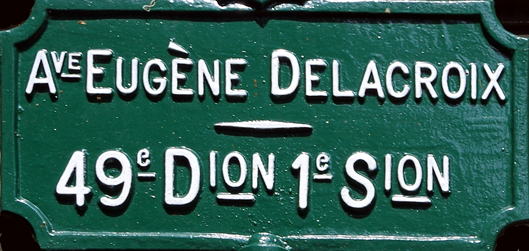 AVE EUGÈNE DELACROIX
49e DION 1e SION